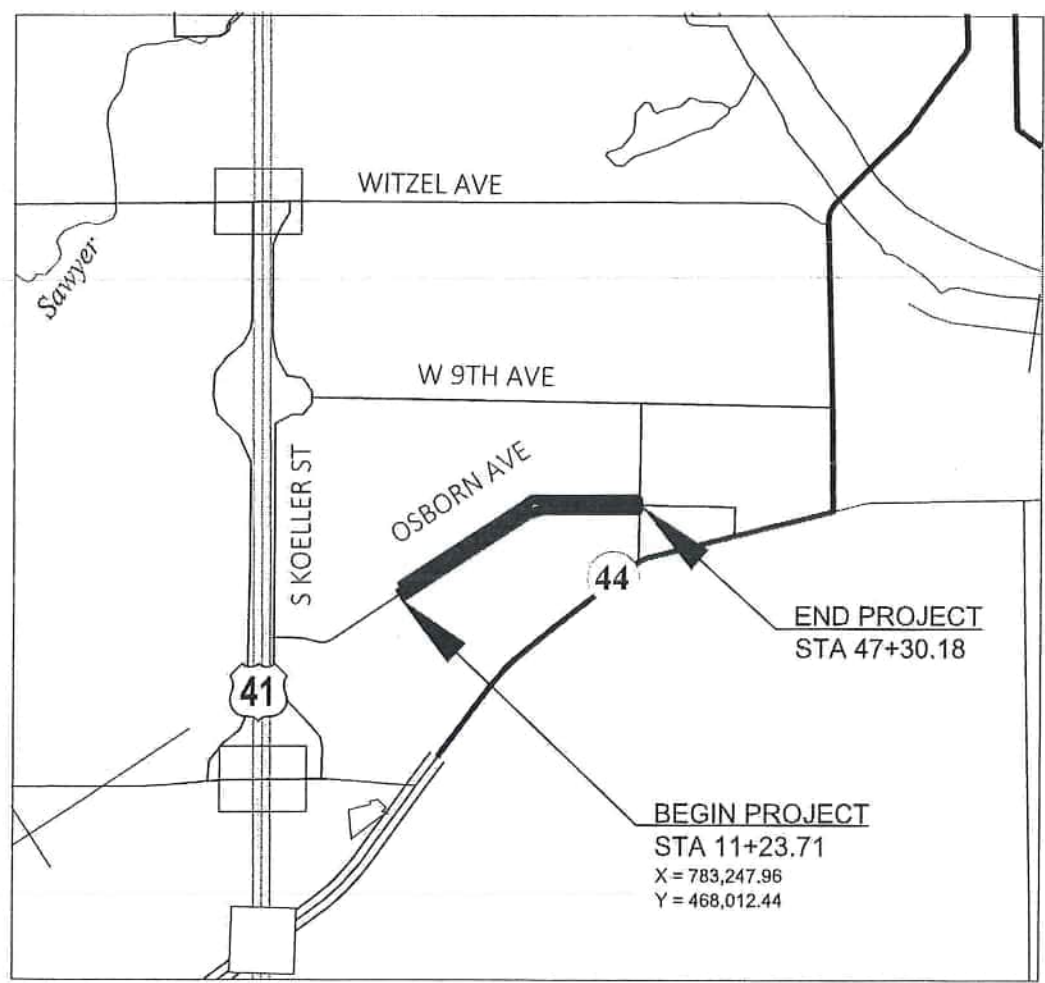 WITZEL AVE
Sawyer
W 9TH AVE
OSBORN AVE
S KOELLER ST
44
END PROJECT
STA 47+30.18
41
BEGIN PROJECT
STA 11+23.71
X = 783,247.96
Y = 468,012.44